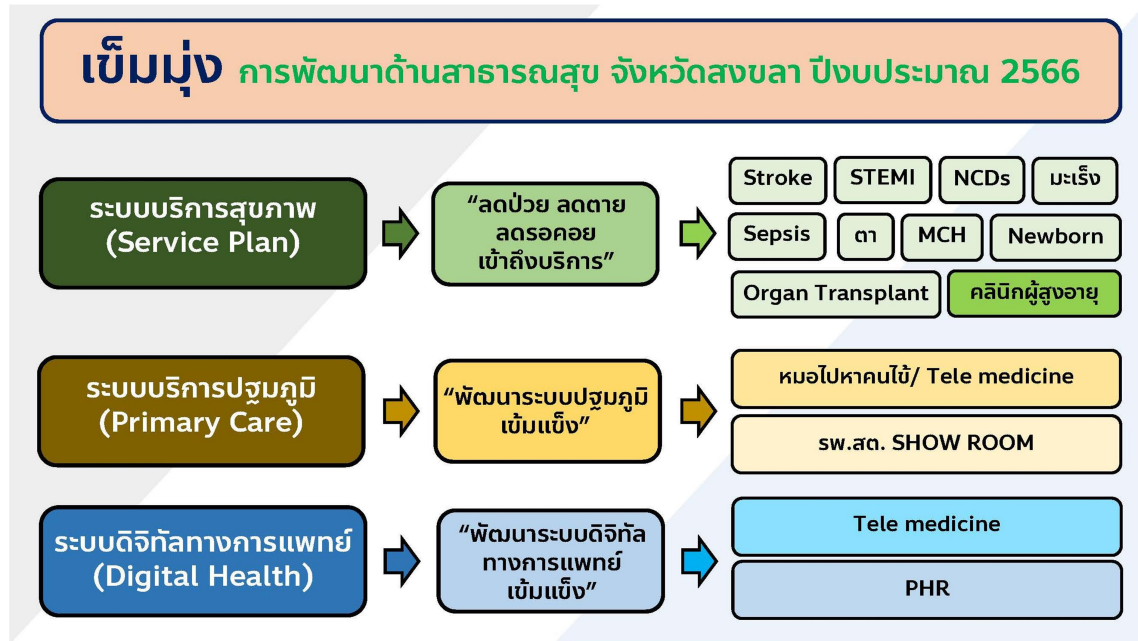 เข็มมุ่ง การพัฒนาด้านสาธารณสุข จังหวัดสงขลา ปีงบประมาณ 2566
ระบบบริการสุขภาพ
(Service Plan)
“ลดป่วย ลดตาย
ลดรอคอย
เข้าถึงบริการ”
Stroke STEMI NCDs มะเร็ง
Sepsis ตา MCH Newborn
Organ Transplant คลินิกผู้สูงอายุ
ระบบบริการปฐมภูมิ
(Primary Care)
“พัฒนาระบบปฐมภูมิ
เข้มแข็ง”
หมอไปหาคนไข้/ Tele medicine
รพ.สต. SHOW ROOM
ระบบดิจิทัลทางการแพทย์
(Digital Health)
“พัฒนาระบบดิจิทัล
ทางการแพทย์
เข้มแข็ง”
Tele medicine
PHR